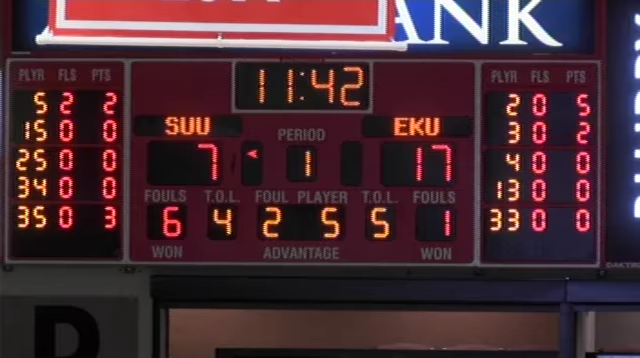 ANK
11:42
PLYR FLS PTS
5 2 2
15 0 0
25 0 0
34 0 0
35 0 3
SUU
7
PERIOD
1
EKU
17
PLYR FLS PTS
2 0 5
3 0 2
4 0 0
13 0 0
33 0 0
FOULS T.O.L. FOUL PLAYER T.O.L. FOULS
6 4 2 5 5 1
WON ADVANTAGE WON